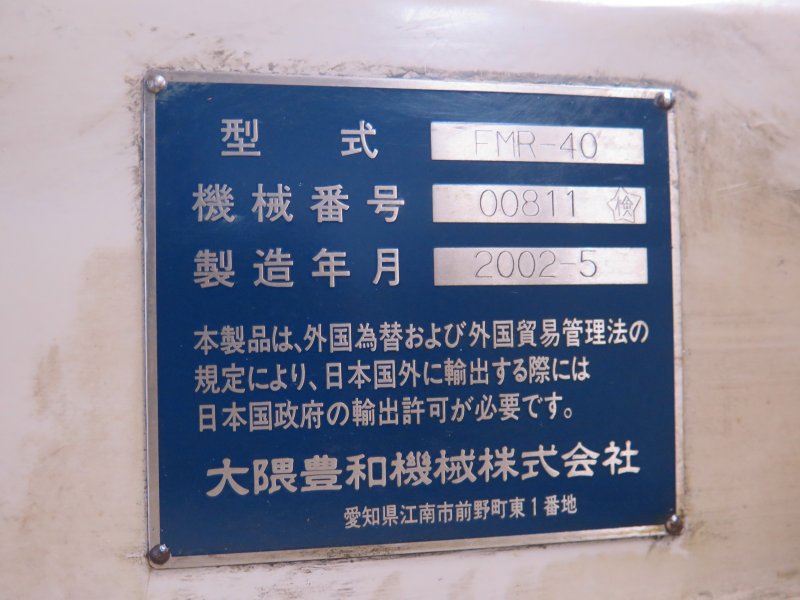 型式 FMR-40
機械番号 00811 検
製造年月 2002-5
本製品は、外国為替および外国貿易管理法の
規定により、日本国外に輸出する際には
日本国政府の輸出許可が必要です。
大隈豊和機械株式会社
愛知県江南市前野町東1番地